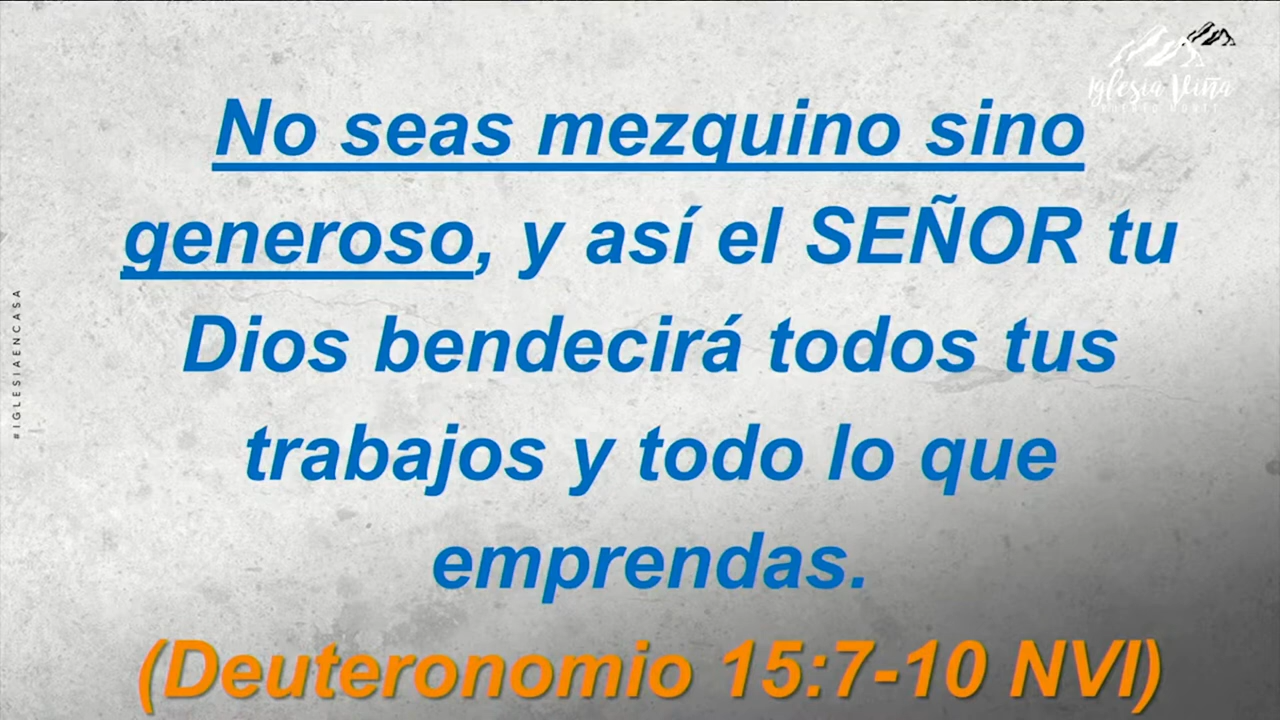 Iglesia Viña
No seas mezquino sino
generoso, y así el SEÑOR tu
Dios bendecirá todos tus
trabajos y todo lo que
emprendas.
(Deuteronomio 15:7-10 NVI)
#IGLESIAENCASA